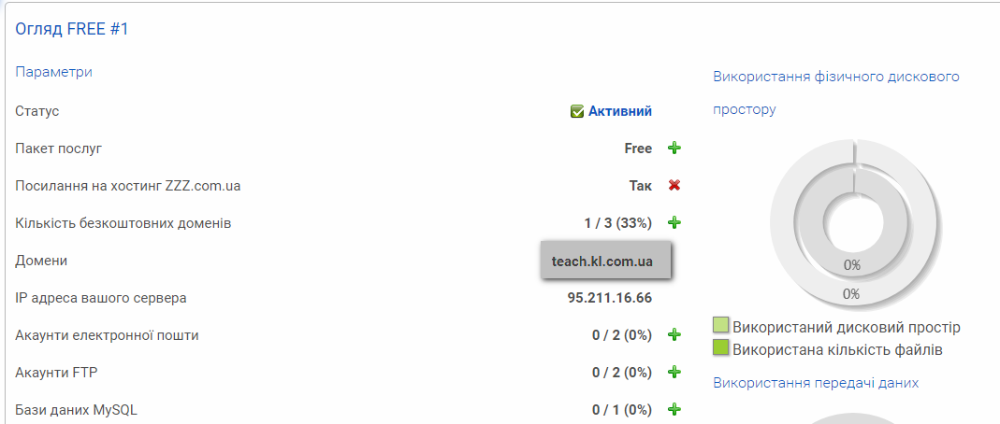 Огляд FREE #1
Параметри
Статус Активний
Пакет послуг Free
Посилання на хостинг ZZZ.com.ua Так
Кількість безкоштовних доменів 1 / 3 (33%)
Домени teach.kl.com.ua
IP адреса вашого сервера 95.211.16.66
Акаунти електронної пошти 0 / 2 (0%)
Акаунти FTP 0 / 2 (0%)
Бази даних MySQL 0 / 1 (0%)
Використання фізичного дискового
простору
0%
0%
Використаний дисковий простір
Використана кількість файлів
Використання передачі даних